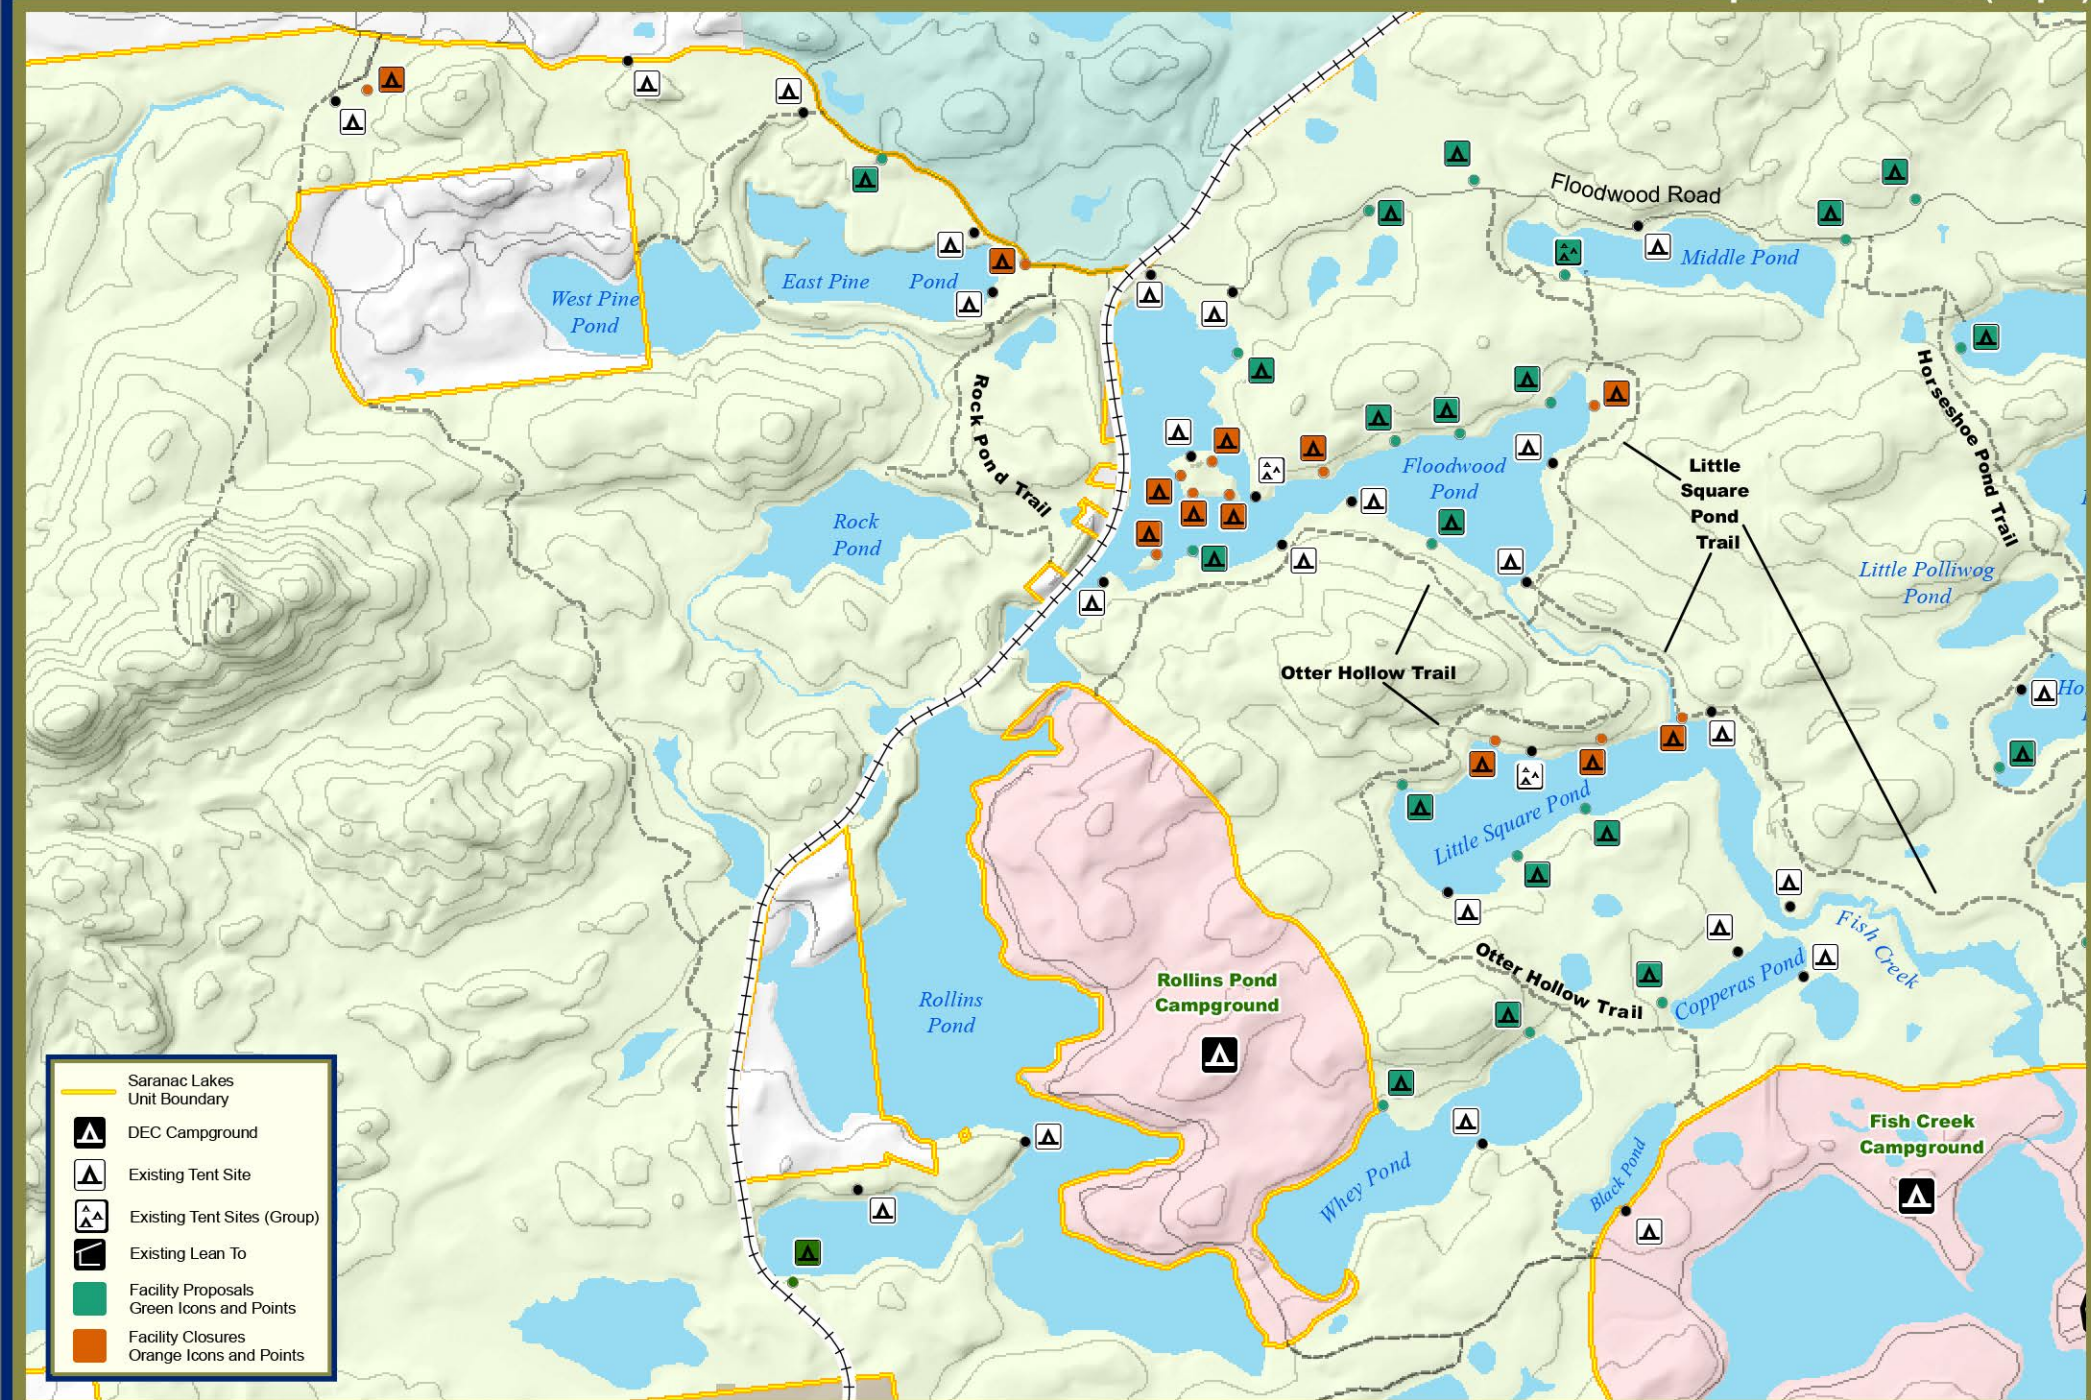 Floodwood Road
Middle Pond
East Pine Pond
West Pine
Pond
Horseshoe Pond Trail
Rock Pond Trail
Floodwood
Pond
Little
Square
Pond
Trail
Rock
Pond
Little Polliwog
Pond
Otter Hollow Trail
Ho
Little Square Pond
Fish Creek
Otter Hollow Trail
Copperas Pond
Rollins Pond
Campground
Rollins
Pond
Fish Creek
Campground
Whey Pond
Black Pond
Saranac Lakes
Unit Boundary
DEC Campground
Existing Tent Site
Existing Tent Sites (Group)
Existing Lean To
Facility Proposals
Green Icons and Points
Facility Closures
Orange Icons and Points